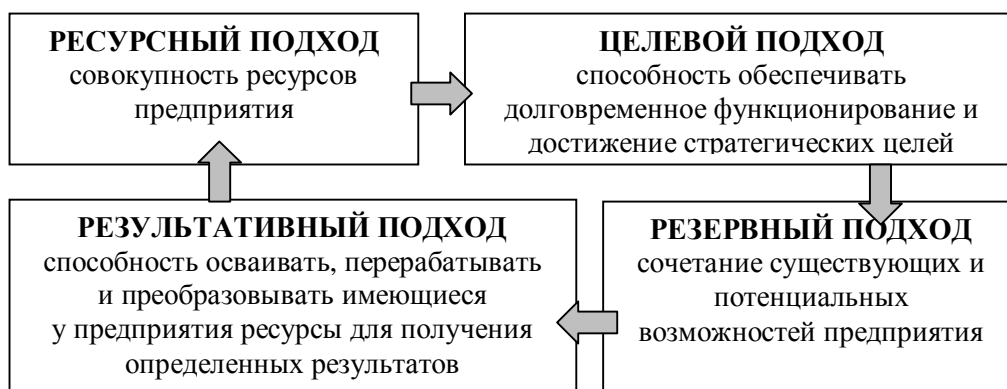 РЕСУРСНЫЙ ПОДХОД
совокупность ресурсов
предприятия
ЦЕЛЕВОЙ ПОДХОД
способность обеспечивать
долговременное функционирование и
достижение стратегических целей
РЕЗУЛЬТАТИВНЫЙ ПОДХОД
способность осваивать, перерабатывать
и преобразовывать имеющиеся
у предприятия ресурсы для получения
определенных результатов
РЕЗЕРВНЫЙ ПОДХОД
сочетание существующих и
потенциальных
возможностей предприятия